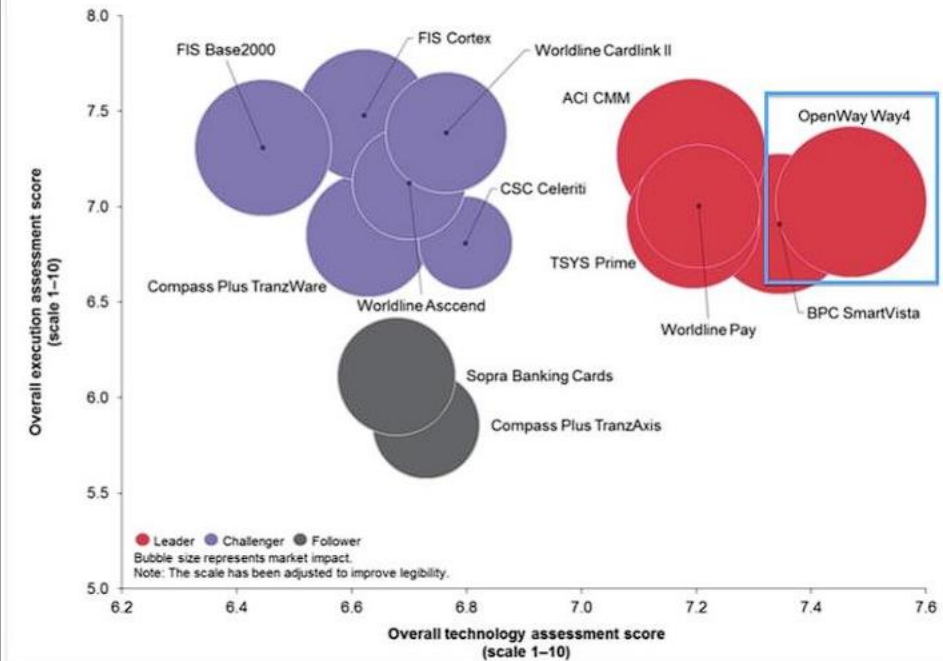 8.0
7.5
7.0
6.5
6.0
5.5
5.0
Overall execution assessment score
(scale 1–10)
FIS Base2000
FIS Cortex
Worldline Cardlink II
ACI CMM
OpenWay Way4
CSC Celeriti
TSYS Prime
Compass Plus TranzWare
Worldline Asccend
BPC SmartVista
Worldline Pay
Sopra Banking Cards
Compass Plus TranzAxis
Leader Challenger Follower
Bubble size represents market impact.
Note: The scale has been adjusted to improve legibility.
6.2 6.4 6.6 6.8 7.0 7.2 7.4 7.6
Overall technology assessment score
(scale 1–10)